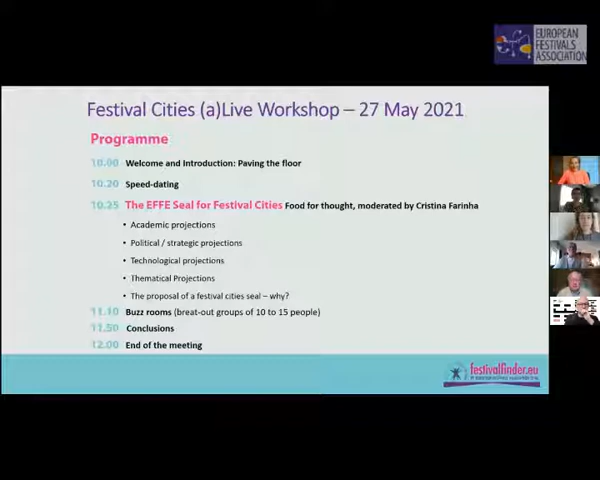 EUROPEAN
FESTIVALS
ASSOCIATION
Festival Cities (a)Live Workshop – 27 May 2021
Programme
10.00 Welcome and Introduction: Paving the floor
10.20 Speed-dating
10.25 The EFFE Seal for Festival Cities Food for thought, moderated by Cristina Farinha
• Academic projections
• Political / strategic projections
• Technological projections
• Thematical Projections
• The proposal of a festival cities seal – why?
11.10 Buzz rooms (break-out groups of 10 to 15 people)
11.50 Conclusions
12.00 End of the meeting
festivalfinder.eu